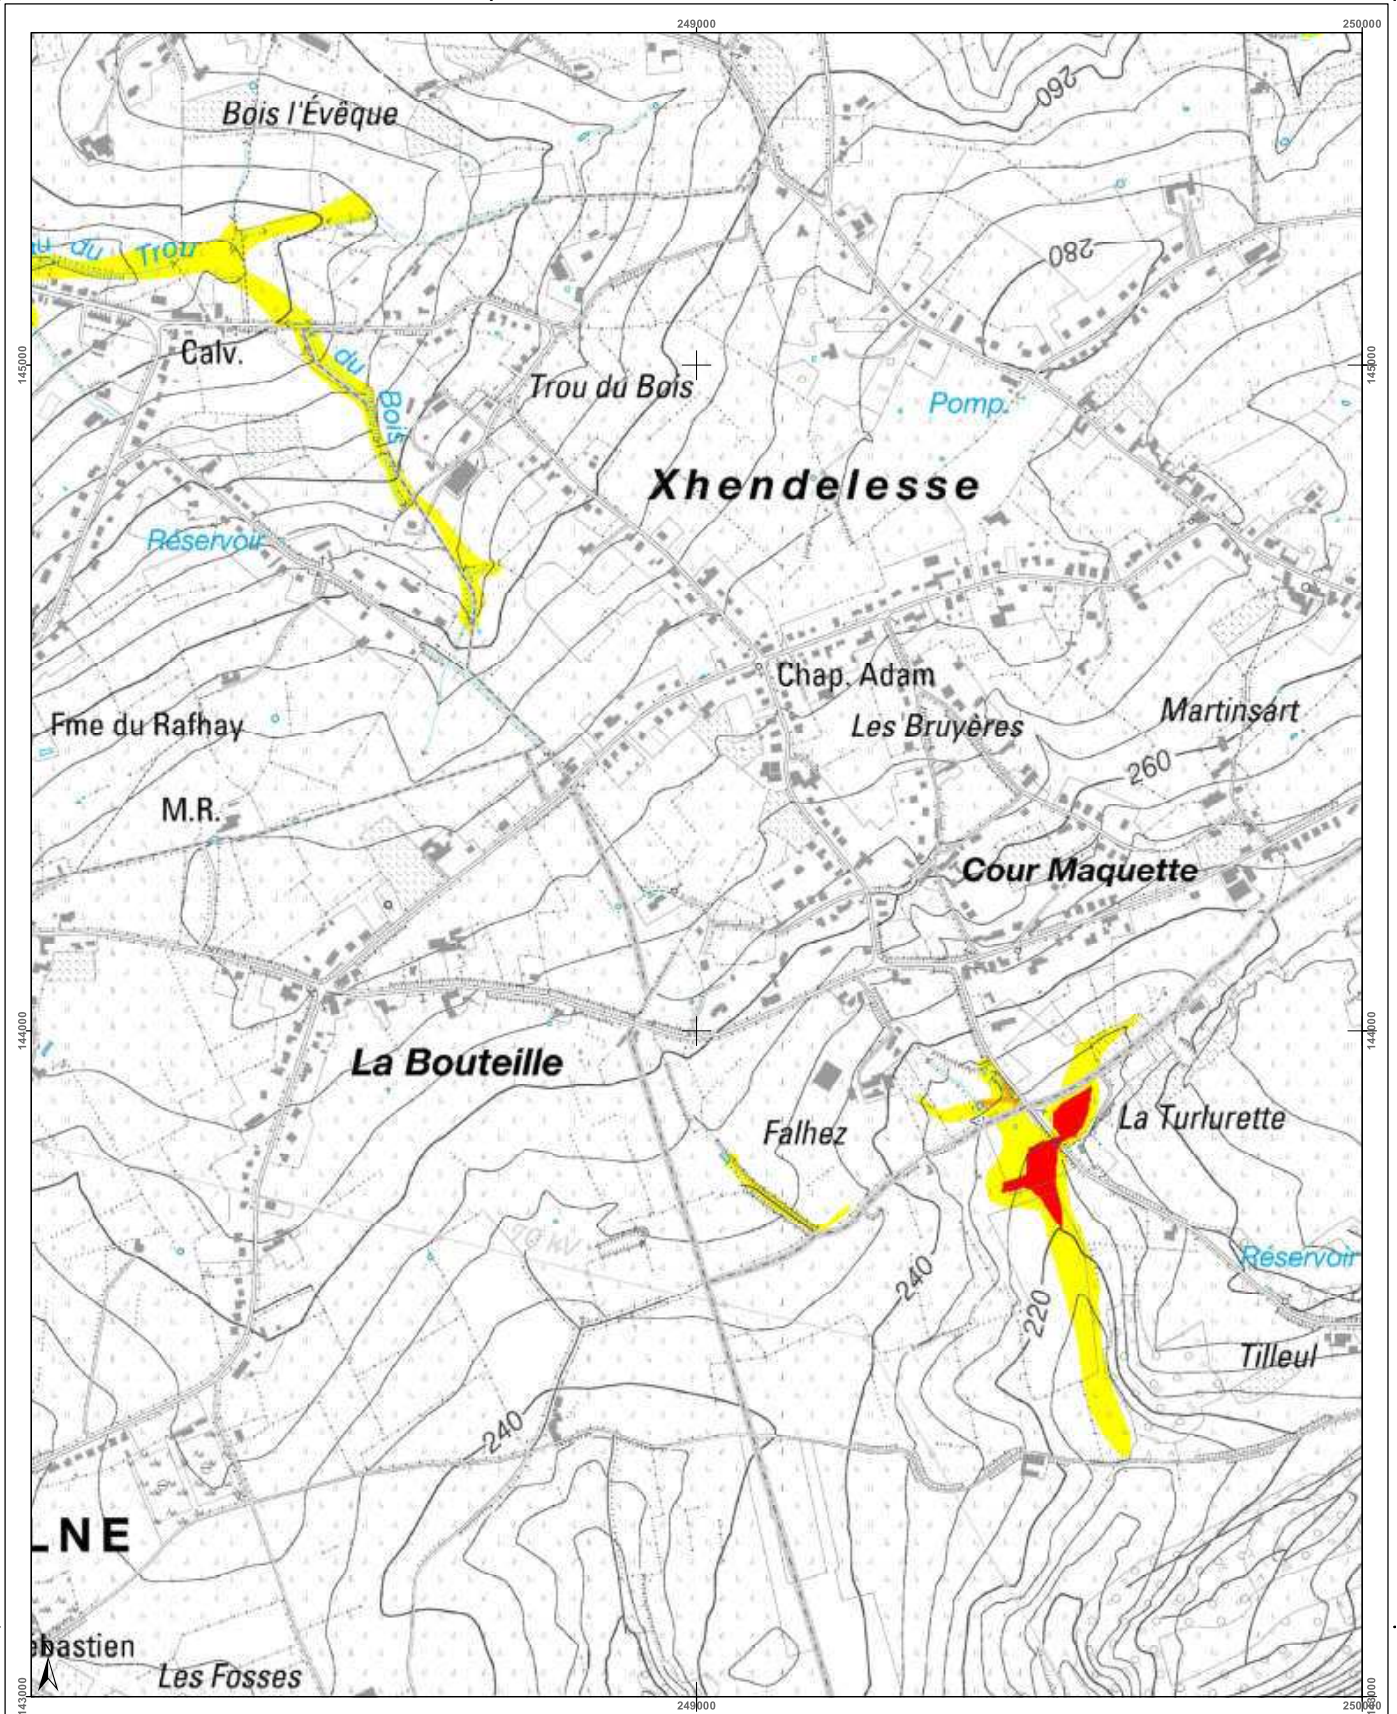 249000
250000
260
Bois l'Évêque
au du Trou
280
145000
145000
Calv.
du
Bois
Trou du Bois
Pomp.
Xhendelesse
Réservoir
Chap. Adam
Fme du Rafhay
Les Bruyères
Martinsart
260
M.R.
Cour Maquette
144000
144000
La Bouteille
Falhez
La Turlurette
70 kV
240
Réservoir
220
Tilleul
240
LNE
ébastien
Les Fosses
143000
249000
250000